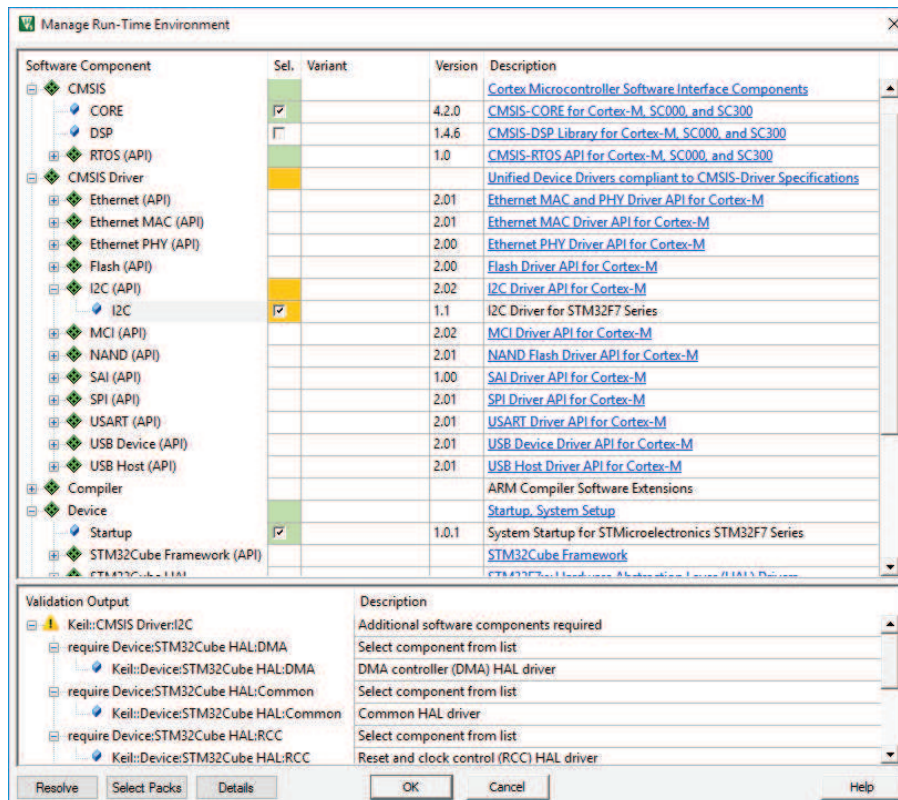 Manage Run-Time Environment
Software Component Sel. Variant Version Description
CMSIS Cortex Microcontroller Software Interface Components
CORE 4.2.0 CMSIS-CORE for Cortex-M, SC000, and SC300
DSP 1.4.6 CMSIS-DSP Library for Cortex-M, SC000, and SC300
RTOS (API) 1.0 CMSIS-RTOS API for Cortex-M, SC000, and SC300
CMSIS Driver Unified Device Drivers compliant to CMSIS-Driver Specifications
Ethernet (API) 2.01 Ethernet MAC and PHY Driver API for Cortex-M
Ethernet MAC (API) 2.01 Ethernet MAC Driver API for Cortex-M
Ethernet PHY (API) 2.00 Ethernet PHY Driver API for Cortex-M
Flash (API) 2.00 Flash Driver API for Cortex-M
I2C (API) 2.02 I2C Driver API for Cortex-M
I2C 1.1 I2C Driver for STM32F7 Series
MCI (API) 2.02 MCI Driver API for Cortex-M
NAND (API) 2.01 NAND Flash Driver API for Cortex-M
SAI (API) 1.00 SAI Driver API for Cortex-M
SPI (API) 2.01 SPI Driver API for Cortex-M
USART (API) 2.01 USART Driver API for Cortex-M
USB Device (API) 2.01 USB Device Driver API for Cortex-M
USB Host (API) 2.01 USB Host Driver API for Cortex-M
Compiler ARM Compiler Software Extensions
Device Startup, System Setup
Startup 1.0.1 System Startup for STMicroelectronics STM32F7 Series
STM32Cube Framework (API) STM32Cube Framework
STM32Cube HAL STM32F7xx Hardware Abstraction Layer (HAL) Drivers
Validation Output Description
Keil::CMSIS Driver:I2C Additional software components required
require Device:STM32Cube HAL:DMA Select component from list
Keil::Device:STM32Cube HAL:DMA DMA controller (DMA) HAL driver
require Device:STM32Cube HAL:Common Select component from list
Keil::Device:STM32Cube HAL:Common Common HAL driver
require Device:STM32Cube HAL:RCC Select component from list
Keil::Device:STM32Cube HAL:RCC Reset and clock control (RCC) HAL driver
Resolve Select Packs Details OK Cancel Help